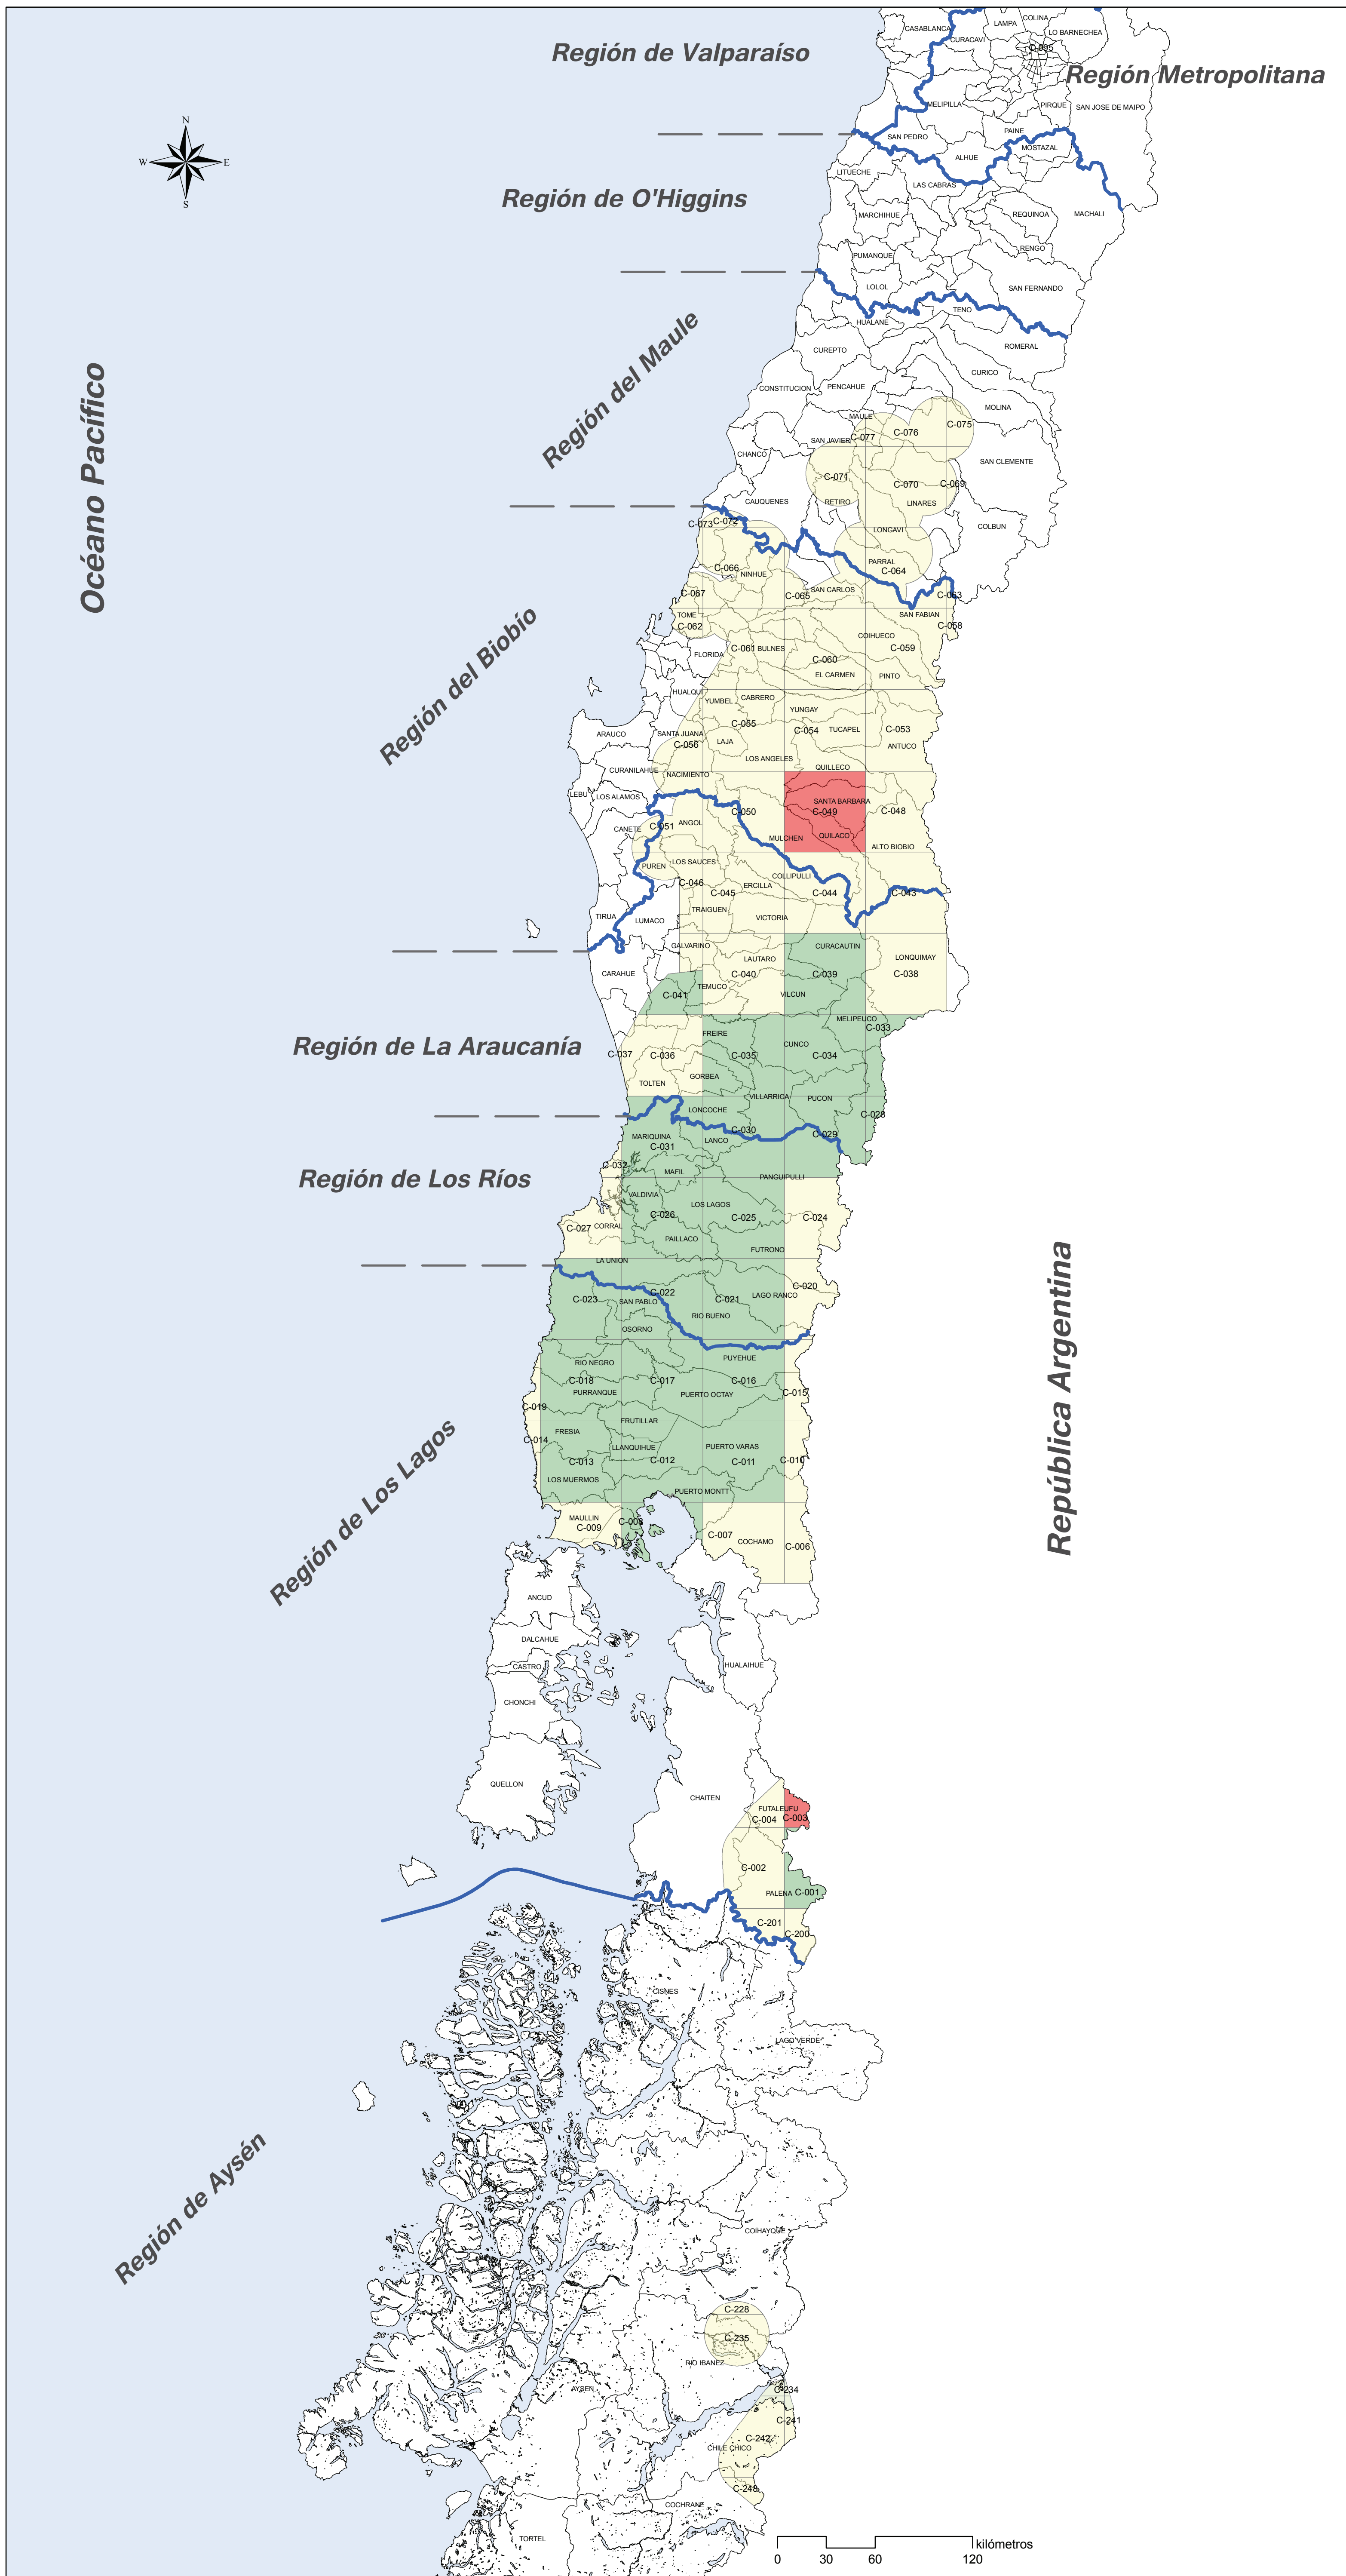 CASABLANCA
CURACAVI
LAMPA
COLINA
LO BARNECHEA
C-095
Región de Valparaíso
Región Metropolitana
MELIPILLA
PIRQUE
SAN JOSE DE MAIPO
N
W
E
S
SAN PEDRO
PAINE
MOSTAZAL
ALHUE
LITUECHE
LAS CABRAS
Región de O'Higgins
MARCHIHUE
REQUINOA
MACHALI
RENGO
PUMANQUE
LOLOL
SAN FERNANDO
TENO
HUALANE
ROMERAL
CUREPTO
CURICO
CONSTITUCION
PENCAHUE
Región del Maule
Océano Pacífico
MOLINA
MAULE
C-075
C-076
C-077
SAN JAVIER
CHANCO
SAN CLEMENTE
C-071
C-070
C-069
CAUQUENES
RETIRO
LINARES
C-073
C-072
LONGAVI
COLBUN
PARRAL
C-064
C-066
NINHUE
C-067
C-065
SAN CARLOS
C-063
TOME
C-062
SAN FABIAN
C-058
COIHUECO
FLORIDA
C-061
BULNES
C-060
C-059
EL CARMEN
PINTO
Región del Biobío
HUALQUI
YUMBEL
CABRERO
YUNGAY
C-055
C-054
TUCAPEL
C-053
ARAUCO
SANTA JUANA
C-056
LAJA
ANTUCO
LOS ANGELES
QUILLECO
CURANILAHUE
NACIMIENTO
LEBU
LOS ALAMOS
SANTA BARBARA
C-050
C-049
C-048
CAÑETE
C-051
ANGOL
MULCHEN
QUILACO
ALTO BIOBIO
PUREN
LOS SAUCES
COLLIPULLI
C-046
C-045
ERCILLA
C-044
C-043
TIRUA
LUMACO
TRAIGUEN
VICTORIA
GALVARINO
CURACAUTIN
LAUTARO
LONQUIMAY
CARAHUE
C-040
C-039
C-038
TEMUCO
C-041
VILCUN
MELIPEUCO
C-033
FREIRE
CUNCO
Región de La Araucanía
C-037
C-036
C-035
C-034
TOLTEN
GORBEA
VILLARRICA
PUCON
LONCOCHE
C-028
C-030
C-029
MARIQUINA
C-031
LANCO
C-032
MAFIL
PANGUIPULLI
Región de Los Ríos
VALDIVIA
LOS LAGOS
C-026
C-025
C-024
C-027
CORRAL
PAILLACO
FUTRONO
LA UNION
C-020
C-023
C-022
SAN PABLO
C-021
LAGO RANCO
RIO BUENO
OSORNO
República Argentina
RIO NEGRO
PUYEHUE
C-018
C-017
C-016
PURRANQUE
PUERTO OCTAY
C-015
C-019
FRUTILLAR
C-014
FRESIA
LLANQUIHUE
PUERTO VARAS
C-013
C-012
C-011
C-010
LOS MUERMOS
PUERTO MONTT
Región de Los Lagos
MAULLIN
C-009
C-008
C-007
COCHAMO
C-006
ANCUD
DALCAHUE
CASTRO
HUALAIHUE
CHONCHI
QUELLON
CHAITEN
FUTALEUFU
C-004
C-003
C-002
PALENA
C-001
C-201
C-200
CISNES
LAGO VERDE
Región de Aysén
COIHAYQUE
C-228
C-235
RIO IBAÑEZ
AYSEN
C-234
C-241
C-242
CHILE CHICO
C-248
COCHRANE
TORTEL
kilómetros
0 30 60 120